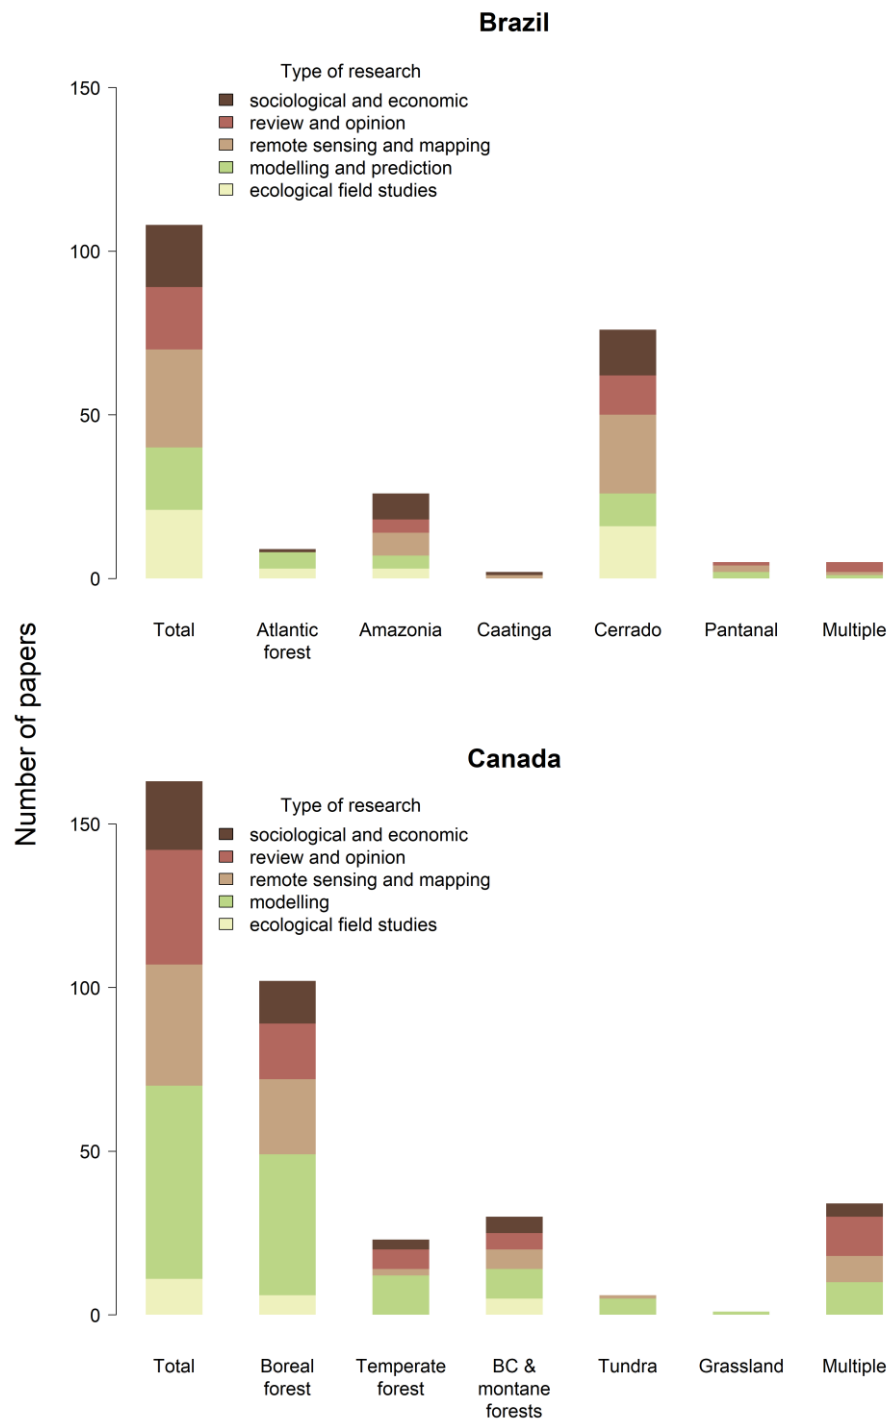 Brazil
Type of research
sociological and economic
review and opinion
remote sensing and mapping
modelling and prediction
ecological field studies
150
100
50
0
Total
Atlantic
forest
Amazonia
Caatinga
Cerrado
Pantanal
Multiple
Number of papers
Canada
Type of research
sociological and economic
review and opinion
remote sensing and mapping
modelling
ecological field studies
150
100
50
0
Total
Boreal
forest
Temperate
forest
BC &
montane
forests
Tundra
Grassland
Multiple